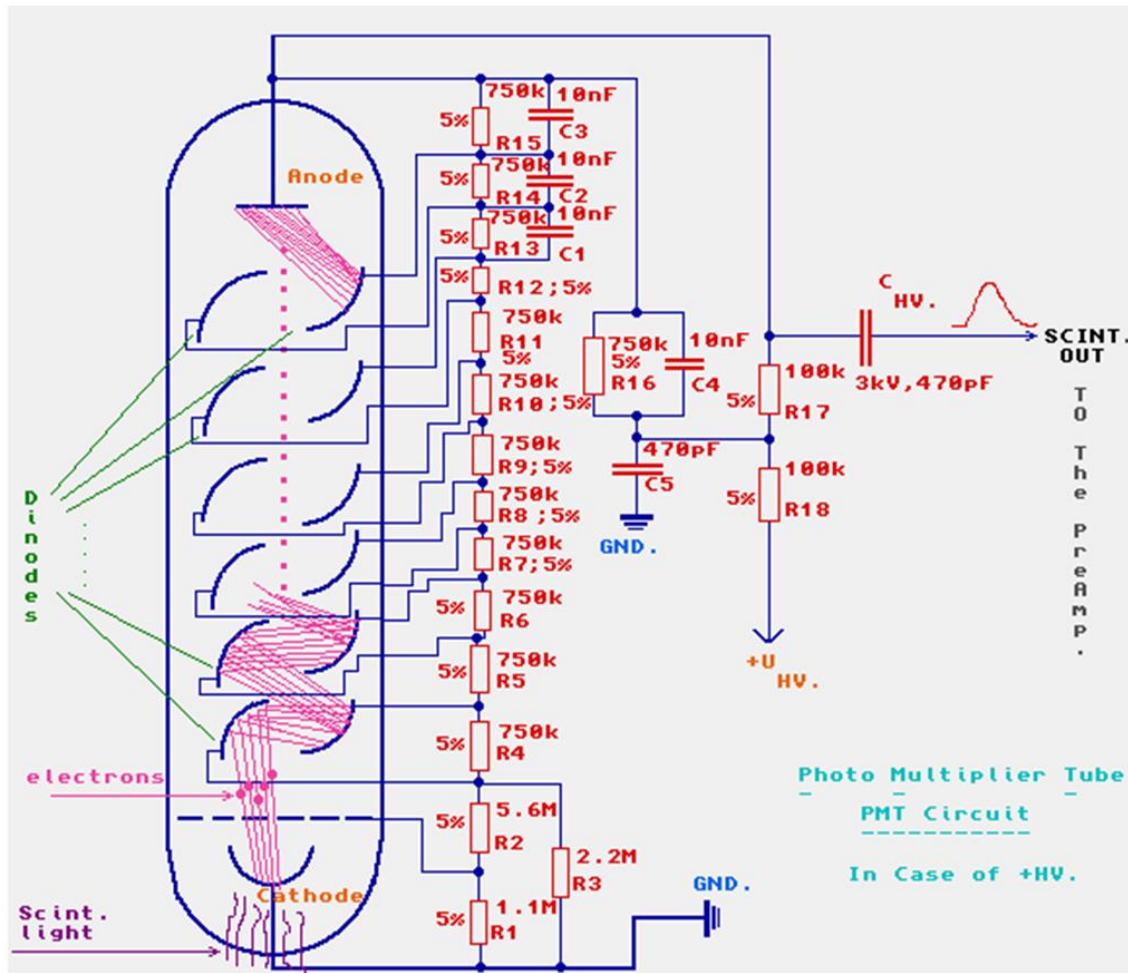 750k
10nF
5%
C3
R15
750k
10nF
5%
C2
R14
750k
10nF
5%
R13
C1
5%
R12;5%
750k
R11
5%
750k
R10;5%
750k
R9;5%
750k
R8;5%
750k
R7;5%
5%
750k
R6
5%
750k
R5
5%
750k
R4
5%
5.6M
R2
2.2M
R3
5%
1.1M
R1
Anode
Dinodes
electrons
Cathode
Scint.
light
750k
5%
R16
10nF
C4
470pF
C5
GND.
C HV.
3kV,470pF
SCINT.
OUT
TO The PreAmp.
100k
5%
R17
100k
5%
R18
+U HV.
GND.
Photo Multiplier Tube
PMT Circuit
In Case of +HV.